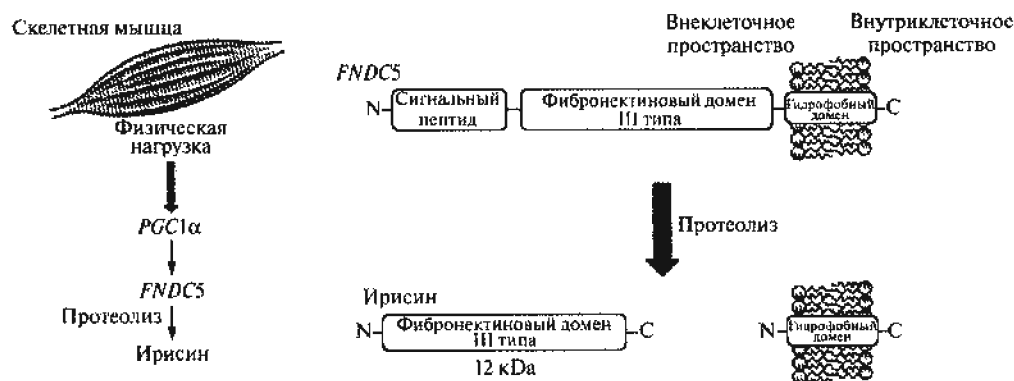 Скелетная мышца
Физическая
нагрузка
PGC1α
FNDC5
Протеолиз
Ирисин
Внеклеточное
пространство
Внутриклеточное
пространство
FNDC5
N
Сигнальный
пептид
Фибронектиновый домен
III типа
Гидрофобный
домен
C
Протеолиз
Ирисин
N
Фибронектиновый домен
III типа
C
12 кDa
N
Гидрофобный
домен
C